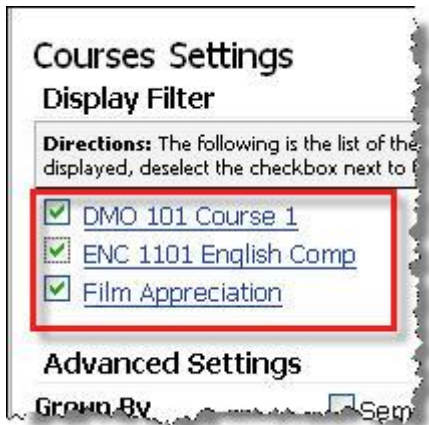 Courses Settings
Display Filter
Directions: The following is the list of the
displayed, deselect the checkbox next to
DMO 101 Course 1
ENC 1101 English Comp
Film Appreciation
Advanced Settings
Group By Sem